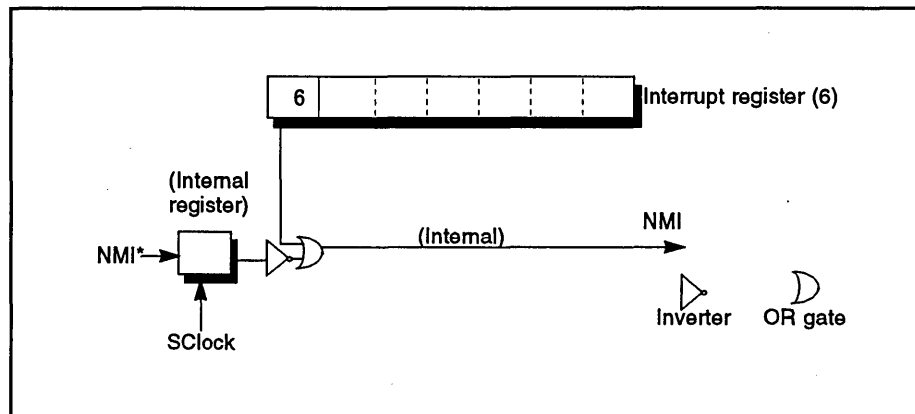 6
Interrupt register (6)
(Internal
register)
NMI*
(Internal)
NMI
SClock
Inverter
OR gate